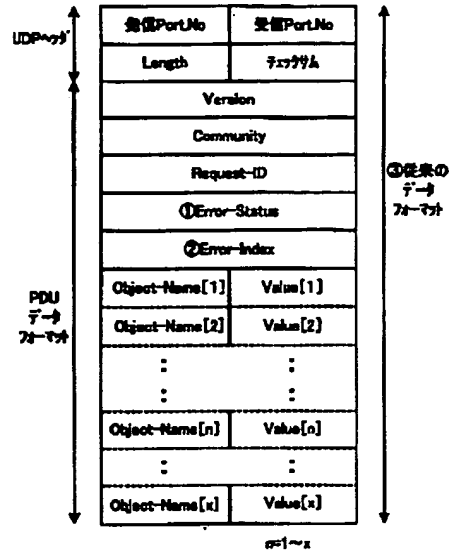 UDPヘッダ
発信Port.No 受信Port.No
Length チェックサム
Version
Community
Request-ID
①Error-Status
②Error-Index
Object-Name[1] Value[1]
Object-Name[2] Value[2]
: :
: :
Object-Name[n] Value[n]
: :
Object-Name[x] Value[x]
PDU
データ
フォーマット
③従来の
データ
フォーマット
n=1～x